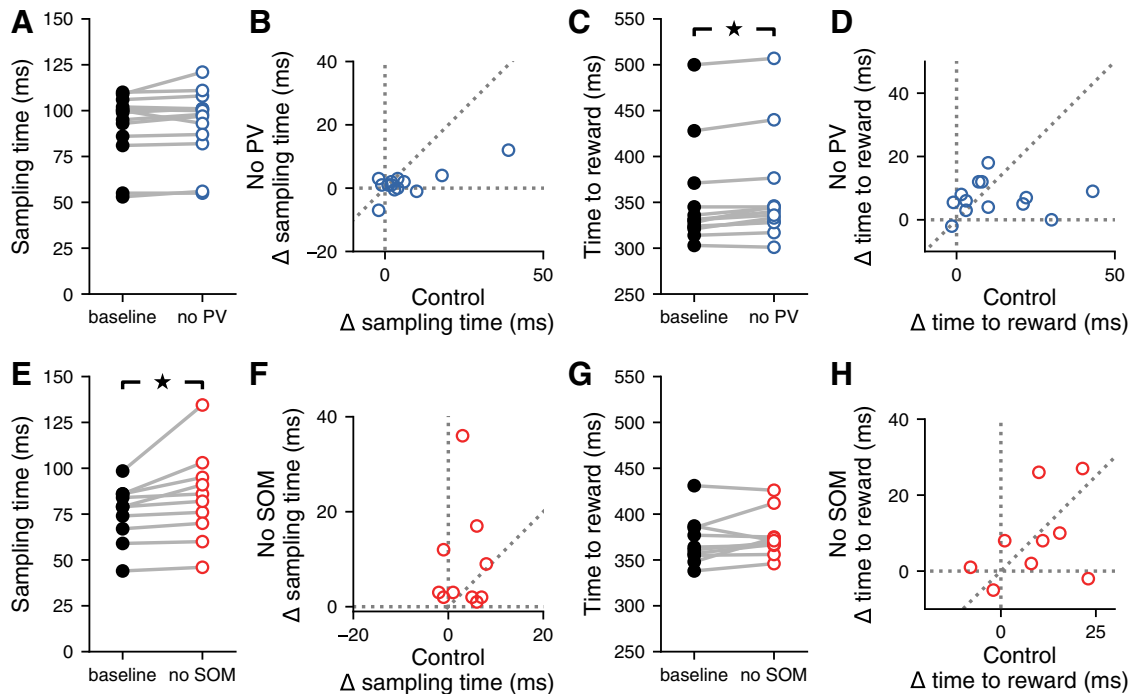 A
Sampling time (ms)
150
125
100
75
50
25
0
baseline
no PV
B
No PV
Δ sampling time (ms)
40
20
0
−20
0
50
Control
Δ sampling time (ms)
C
Time to reward (ms)
550
500
450
400
350
300
250
★
baseline
no PV
D
No PV
Δ time to reward (ms)
40
20
0
0
50
Control
Δ time to reward (ms)
E
Sampling time (ms)
150
125
100
75
50
25
0
★
baseline
no SOM
F
No SOM
Δ sampling time (ms)
40
20
0
−20
0
20
Control
Δ sampling time (ms)
G
Time to reward (ms)
550
500
450
400
350
300
250
baseline
no SOM
H
No SOM
Δ time to reward (ms)
40
20
0
0
25
Control
Δ time to reward (ms)